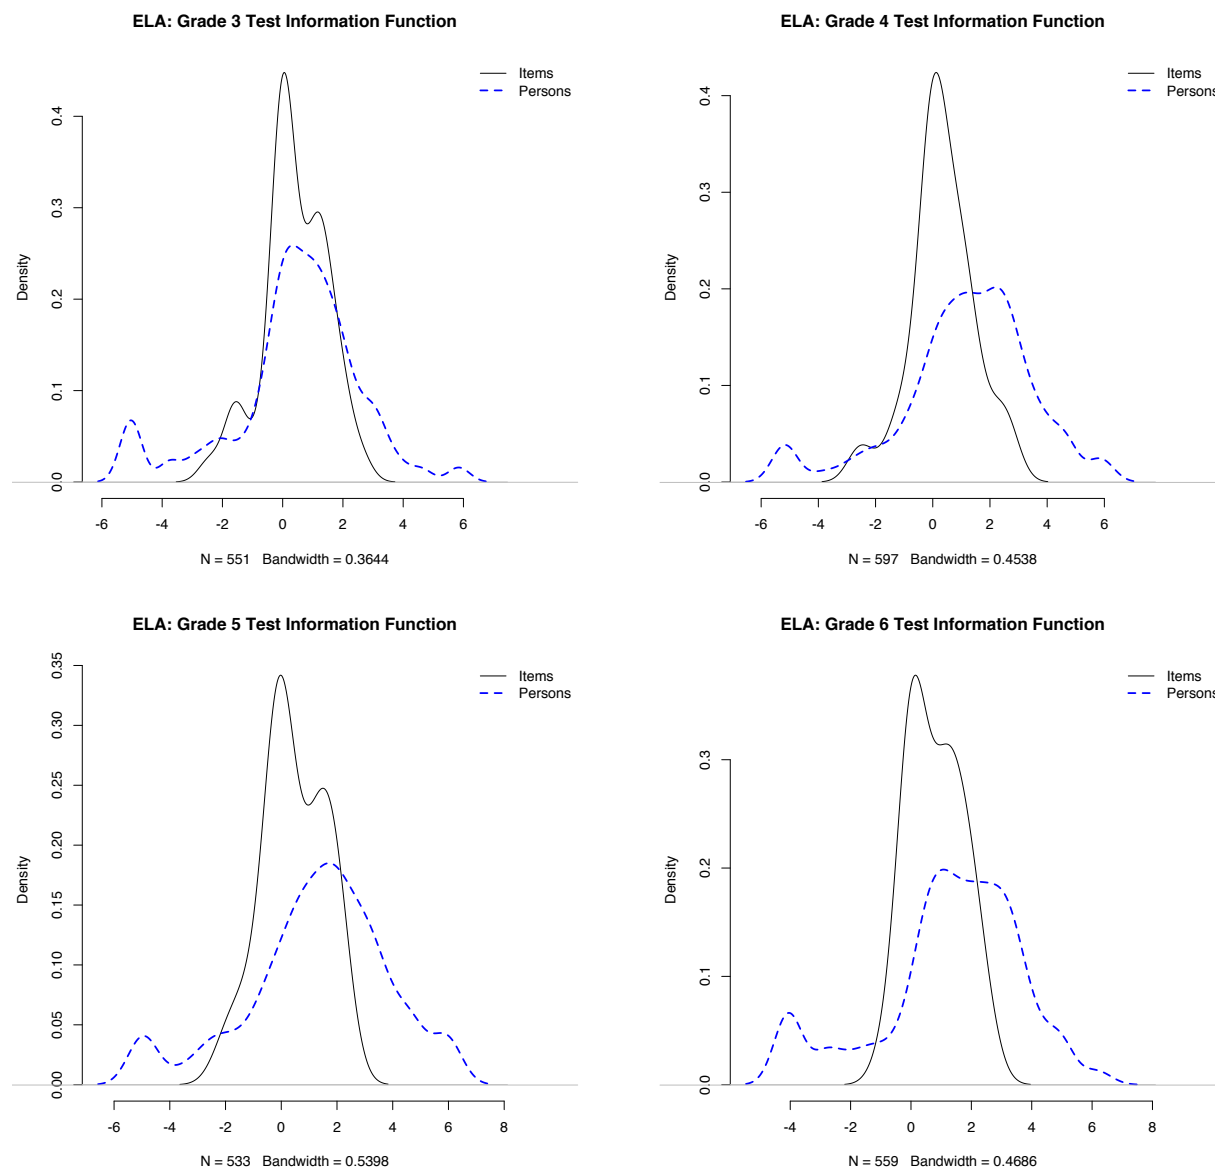 ELA: Grade 3 Test Information Function
Items
Persons
Density
0.0 0.1 0.2 0.3 0.4
-6 -4 -2 0 2 4 6
N = 551 Bandwidth = 0.3644
ELA: Grade 4 Test Information Function
Items
Persons
Density
0.0 0.1 0.2 0.3 0.4
-6 -4 -2 0 2 4 6
N = 597 Bandwidth = 0.4538
ELA: Grade 5 Test Information Function
Items
Persons
Density
0.00 0.05 0.10 0.15 0.20 0.25 0.30 0.35
-6 -4 -2 0 2 4 6 8
N = 533 Bandwidth = 0.5398
ELA: Grade 6 Test Information Function
Items
Persons
Density
0.0 0.1 0.2 0.3
-4 -2 0 2 4 6 8
N = 559 Bandwidth = 0.4686